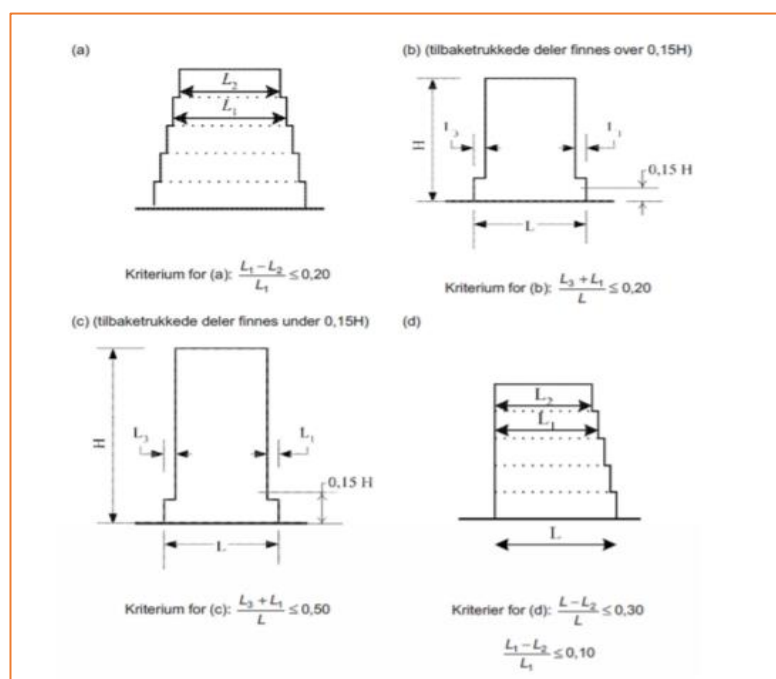 (a)
L₂
L₁
Kriterium for (a): (L₁ – L₂)/L₁ ≤ 0,20
(b) (tilbaketrukkede deler finnes over 0,15H)
H
L₃
L₁
0,15 H
L
Kriterium for (b): (L₃ + L₁)/L ≤ 0,20
(c) (tilbaketrukkede deler finnes under 0,15H)
H
L₃
L₁
0,15 H
L
Kriterium for (c): (L₃ + L₁)/L ≤ 0,50
(d)
L₂
L₁
L
Kriterier for (d): (L – L₂)/L ≤ 0,30
(L₁ – L₂)/L₁ ≤ 0,10